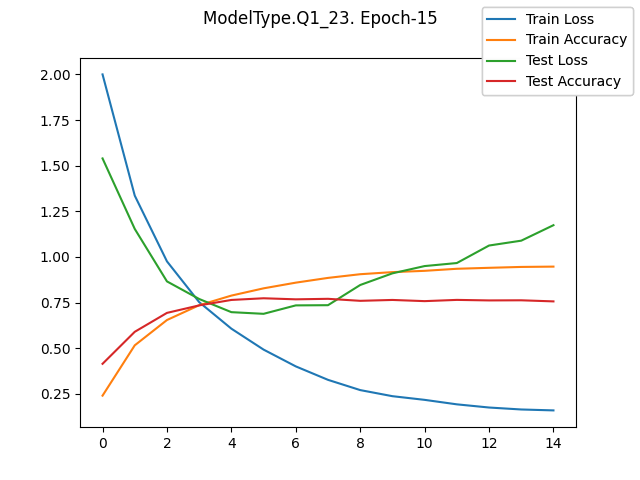 ModelType.Q1_23. Epoch-15
Train Loss
Train Accuracy
Test Loss
Test Accuracy
2.00
1.75
1.50
1.25
1.00
0.75
0.50
0.25
0 2 4 6 8 10 12 14